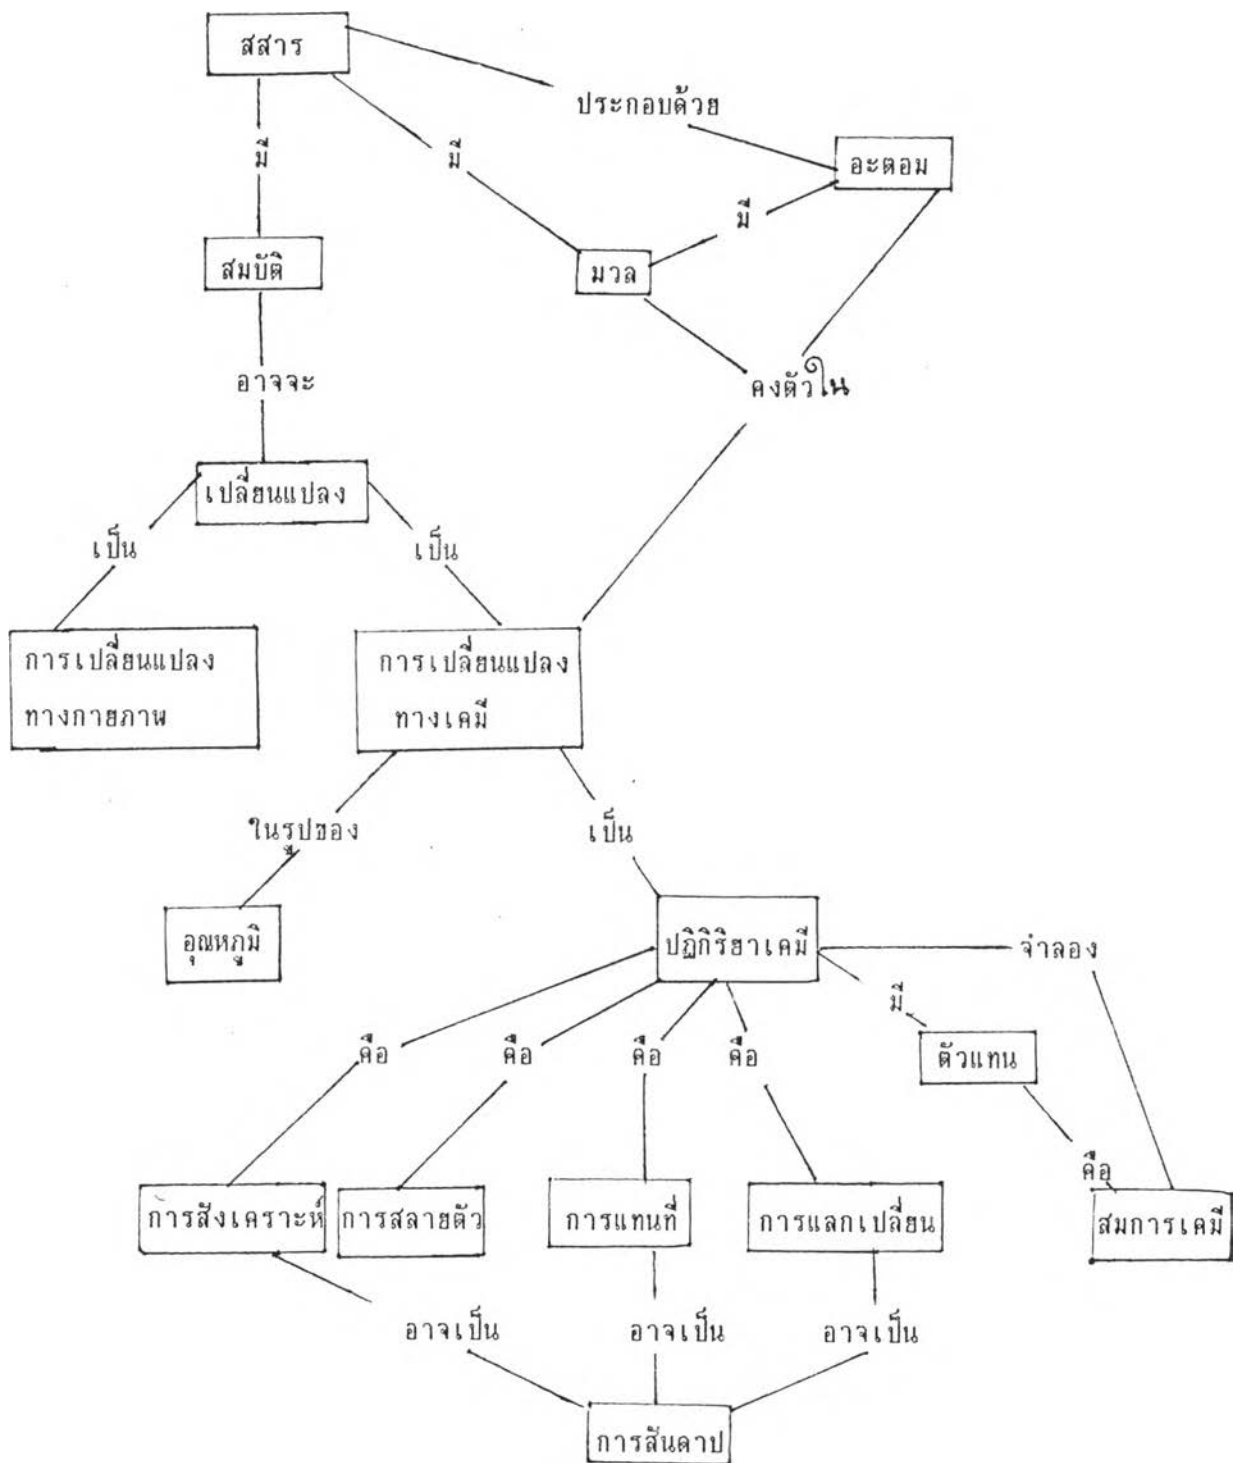 สสาร
ประกอบด้วย
มี
มี
อะตอม
มี
สมบัติ
มวล
อาจจะ
คงตัวใน
เปลี่ยนแปลง
เป็น
เป็น
การเปลี่ยนแปลง
ทางกายภาพ
การเปลี่ยนแปลง
ทางเคมี
ในรูปของ
เป็น
อุณหภูมิ
ปฏิกิริยาเคมี
จำลอง
มี
คือ
คือ
คือ
คือ
ตัวแทน
คือ
การสังเคราะห์
การสลายตัว
การแทนที่
การแลกเปลี่ยน
สมการเคมี
อาจเป็น
อาจเป็น
อาจเป็น
การสันดาป